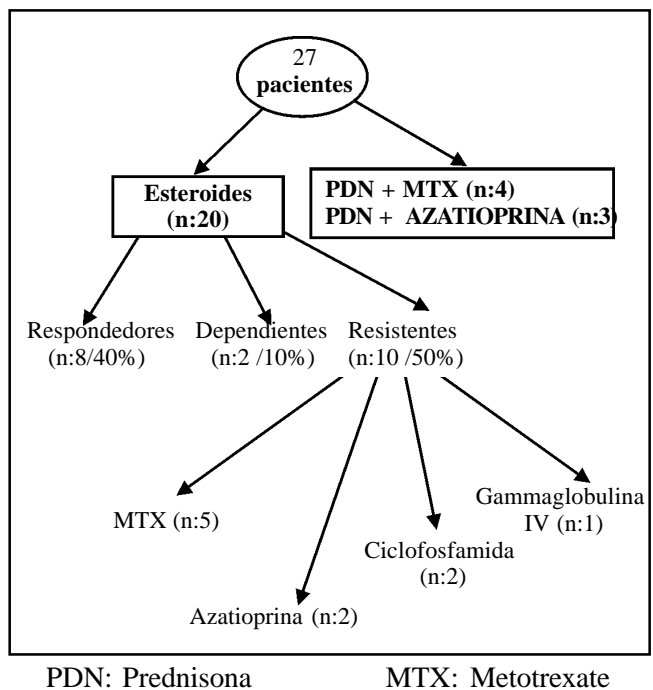 27
pacientes
Esteroides
(n:20)
PDN + MTX (n:4)
PDN + AZATIOPRINA (n:3)
Respondedores
(n:8/40%)
Dependientes
(n:2 /10%)
Resistentes
(n:10 /50%)
MTX (n:5)
Azatioprina (n:2)
Ciclofosfamida
(n:2)
Gammaglobulina
IV (n:1)
PDN: Prednisona MTX: Metotrexate